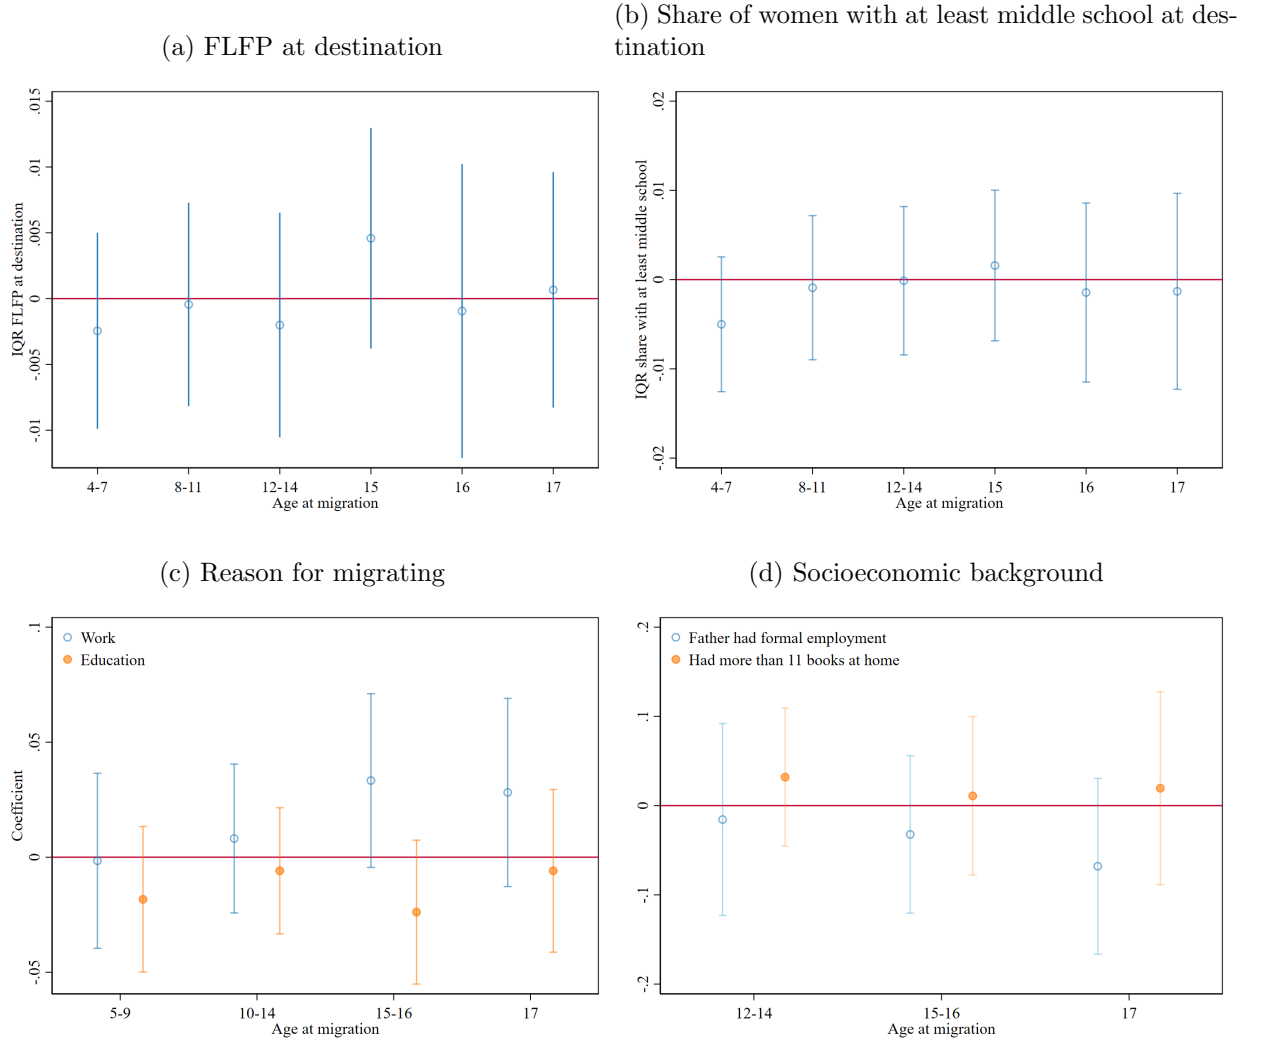 (a) FLFP at destination
(b) Share of women with at least middle school at des-
tination
IQR FLFP at destination
.015
.01
.005
0
-.005
-.01
4-7 8-11 12-14 15 16 17
Age at migration
IQR share with at least middle school
.02
.01
0
-.01
-.02
4-7 8-11 12-14 15 16 17
Age at migration
(c) Reason for migrating
Work
Education
Coefficient
.1
.05
0
-.05
5-9 10-14 15-16 17
Age at migration
(d) Socioeconomic background
Father had formal employment
Had more than 11 books at home
.2
.1
0
-.1
-.2
12-14 15-16 17
Age at migration